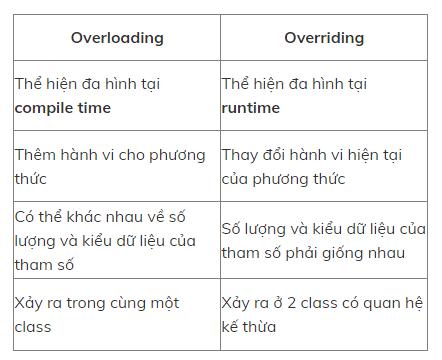 Overloading
Overriding
Thể hiện đa hình tại
compile time
Thể hiện đa hình tại
runtime
Thêm hành vi cho phương
thức
Thay đổi hành vi hiện tại
của phương thức
Có thể khác nhau về số
lượng và kiểu dữ liệu của
tham số
Số lượng và kiểu dữ liệu của
tham số phải giống nhau
Xảy ra trong cùng một
class
Xảy ra ở 2 class có quan hệ
kế thừa